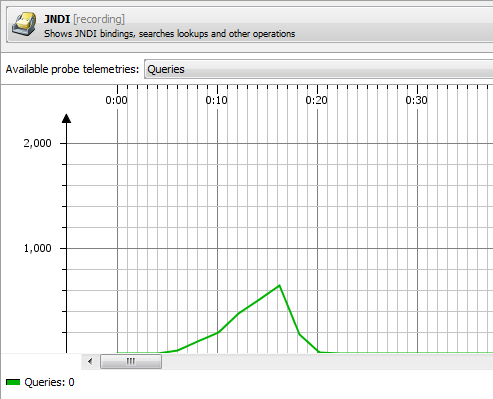 JNDI [recording]
Shows JNDI bindings, searches lookups and other operations
Available probe telemetries: Queries
0:00 0:10 0:20 0:30
2,000
1,000
Queries: 0